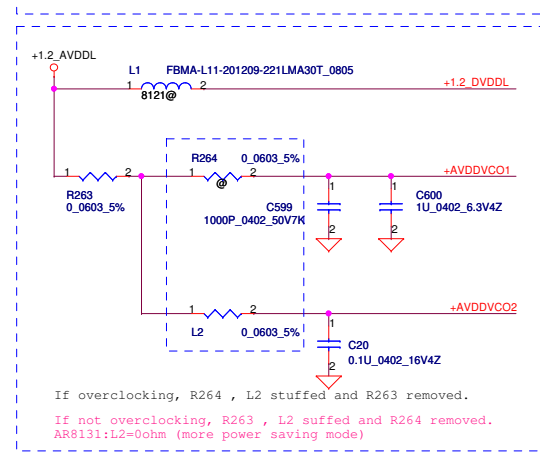 +1.2_AVDDL
L1 FBMA-L11-201209-221LMA30T_0805
1 2 +1.2_DVDDL
8121@
R264 0_0603_5%
1 2 1 2 +AVDDVCO1
@
R263
0_0603_5%
1 1
C599 C600
1000P_0402_50V7K 1U_0402_6.3V4Z
2 2
1 2 +AVDDVCO2
1
L2 0_0603_5%
C20
0.1U_0402_16V4Z
2
If overclocking, R264 , L2 stuffed and R263 removed.
If not overclocking, R263 , L2 suffed and R264 removed.
AR8131:L2=0ohm (more power saving mode)